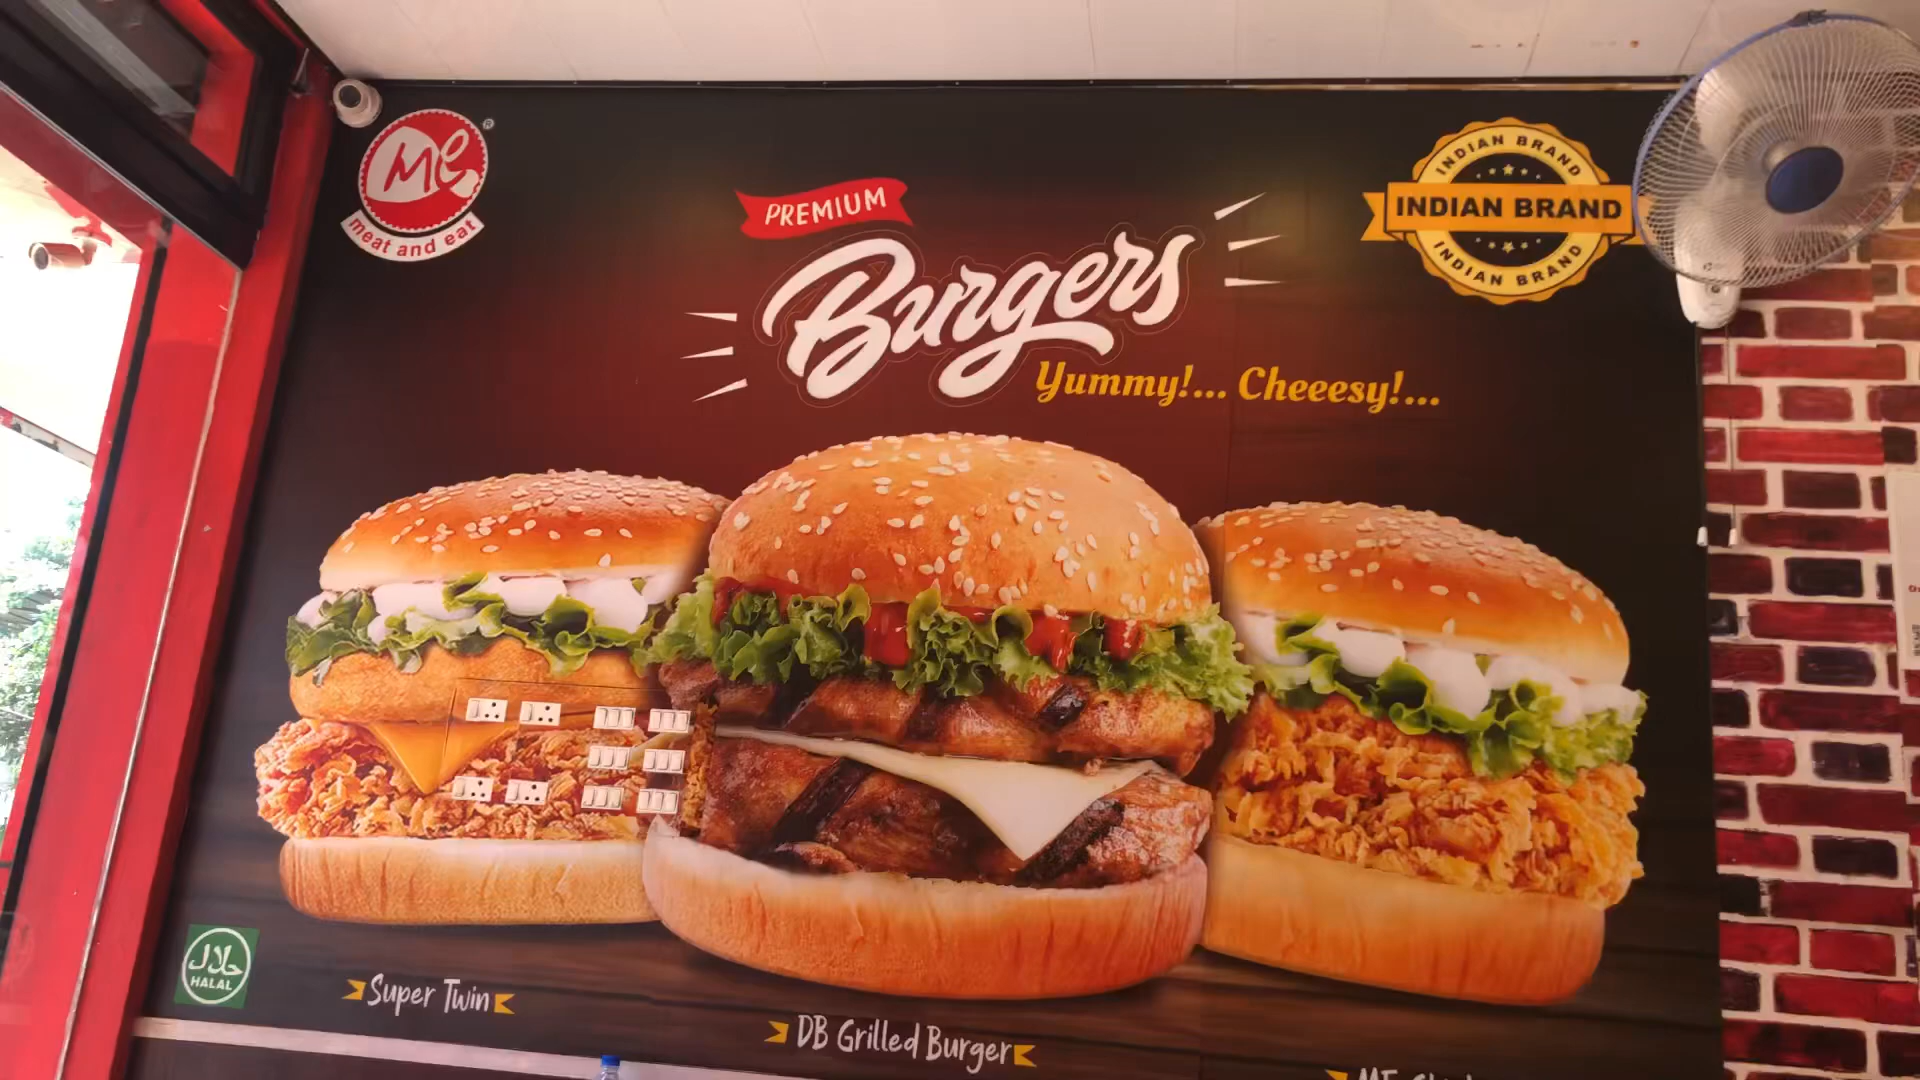 Me
®
meat and eat
PREMIUM
Burgers
Yummy!... Cheeesy!...
INDIAN BRAND
INDIAN BRAND
INDIAN BRAND
حلال
HALAL
Super Twin
DB Grilled Burger